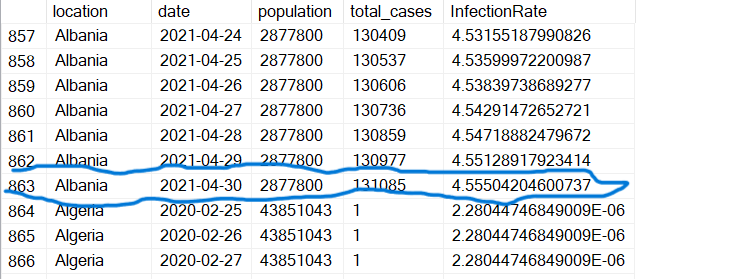 location date population total_cases InfectionRate
857 Albania 2021-04-24 2877800 130409 4.53155187990826
858 Albania 2021-04-25 2877800 130537 4.53599972200987
859 Albania 2021-04-26 2877800 130606 4.53839738689277
860 Albania 2021-04-27 2877800 130736 4.54291472652721
861 Albania 2021-04-28 2877800 130859 4.54718882479672
862 Albania 2021-04-29 2877800 130977 4.55128917923414
863 Albania 2021-04-30 2877800 131085 4.55504204600737
864 Algeria 2020-02-25 43851043 1 2.28044746849009E-06
865 Algeria 2020-02-26 43851043 1 2.28044746849009E-06
866 Algeria 2020-02-27 43851043 1 2.28044746849009E-06